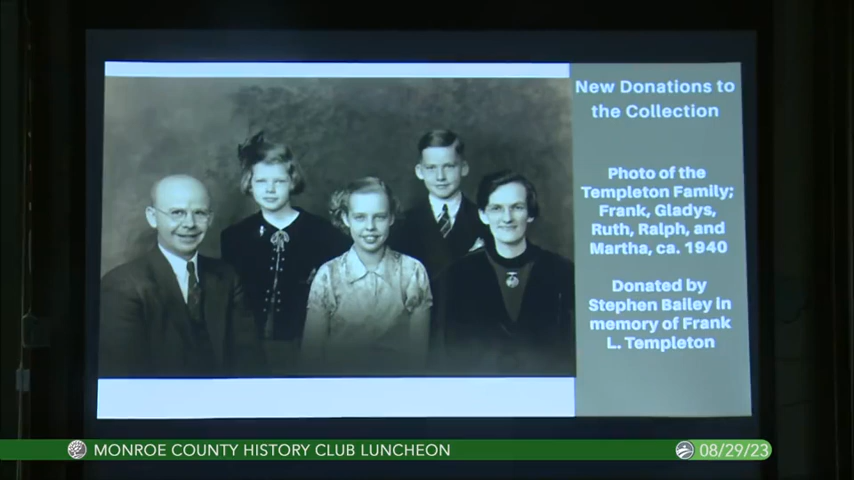 New Donations to
the Collection
Photo of the
Templeton Family;
Frank, Gladys,
Ruth, Ralph, and
Martha, ca. 1940
Donated by
Stephen Bailey in
memory of Frank
L. Templeton
MONROE COUNTY HISTORY CLUB LUNCHEON
08/29/23